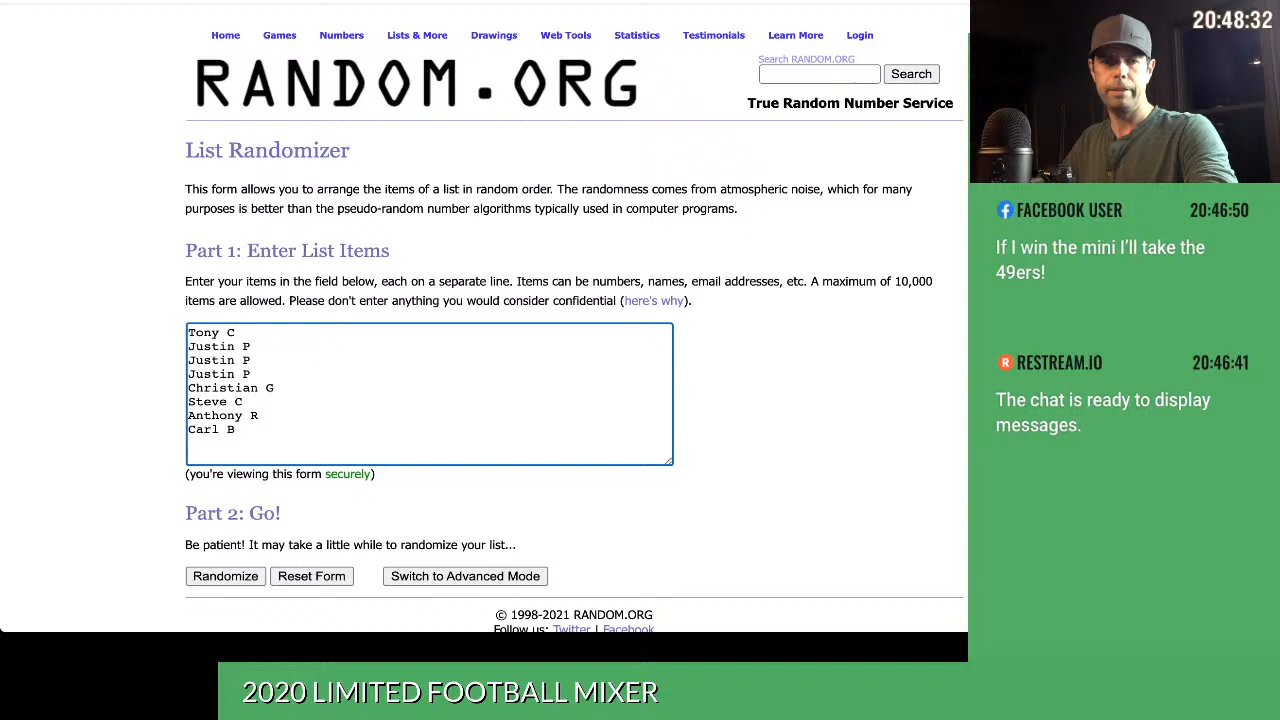 Home Games Numbers Lists & More Drawings Web Tools Statistics Testimonials Learn More Login
RANDOM.ORG
Search RANDOM.ORG
Search
True Random Number Service
List Randomizer
This form allows you to arrange the items of a list in random order. The randomness comes from atmospheric noise, which for many
purposes is better than the pseudo-random number algorithms typically used in computer programs.
Part 1: Enter List Items
Enter your items in the field below, each on a separate line. Items can be numbers, names, email addresses, etc. A maximum of 10,000
items are allowed. Please don't enter anything you would consider confidential (here's why).
Tony C
Justin P
Justin P
Justin P
Christian G
Steve C
Anthony R
Carl B
(you're viewing this form securely)
Part 2: Go!
Be patient! It may take a little while to randomize your list...
Randomize Reset Form Switch to Advanced Mode
© 1998-2021 RANDOM.ORG
Follow us: Twitter | Facebook
20:48:32
FACEBOOK USER 20:46:50
If I win the mini I’ll take the
49ers!
RESTREAM.IO 20:46:41
The chat is ready to display
messages.
2020 LIMITED FOOTBALL MIXER